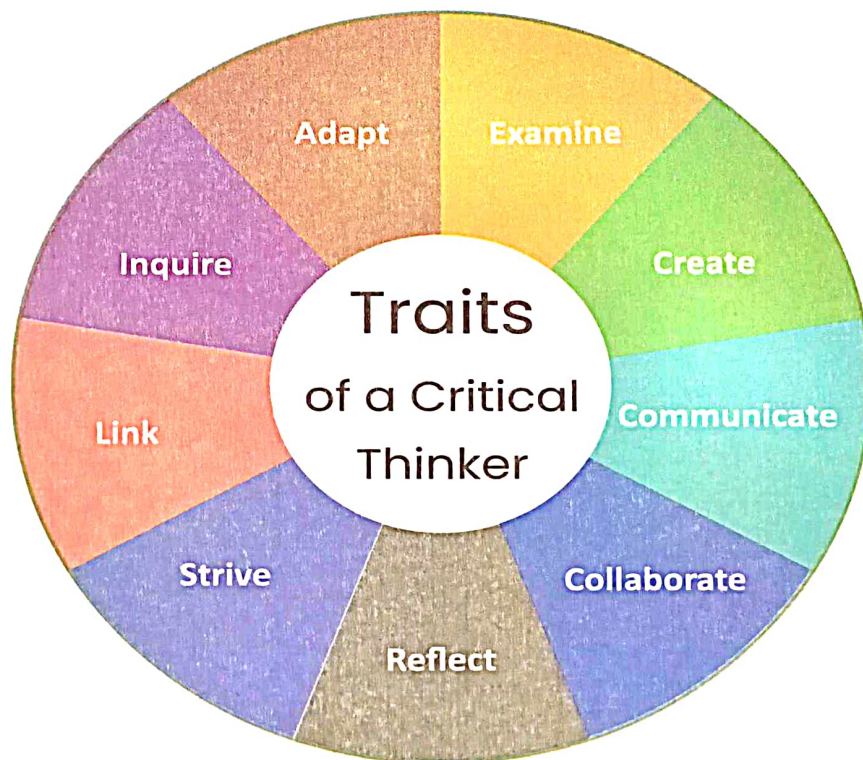 Traits
of a Critical
Thinker
Examine
Create
Communicate
Collaborate
Reflect
Strive
Link
Inquire
Adapt